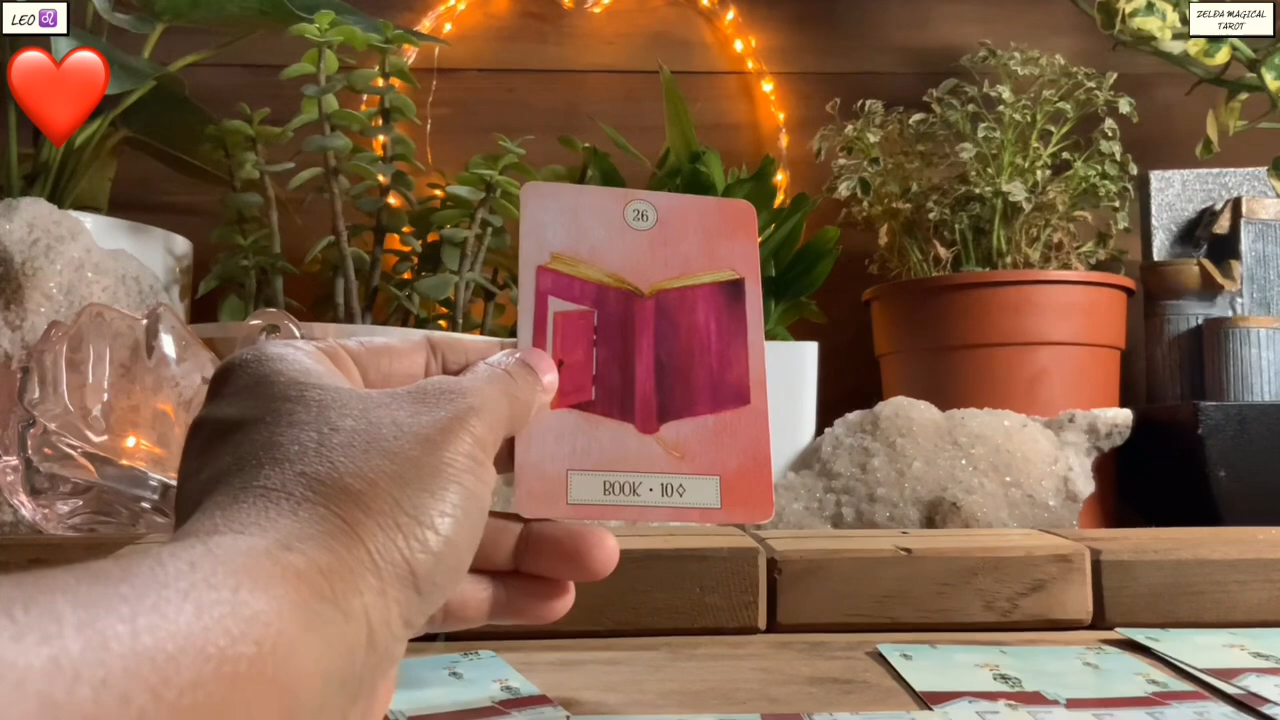 LEO ♌
ZELDA MAGICAL
TAROT
26
BOOK • 10♢